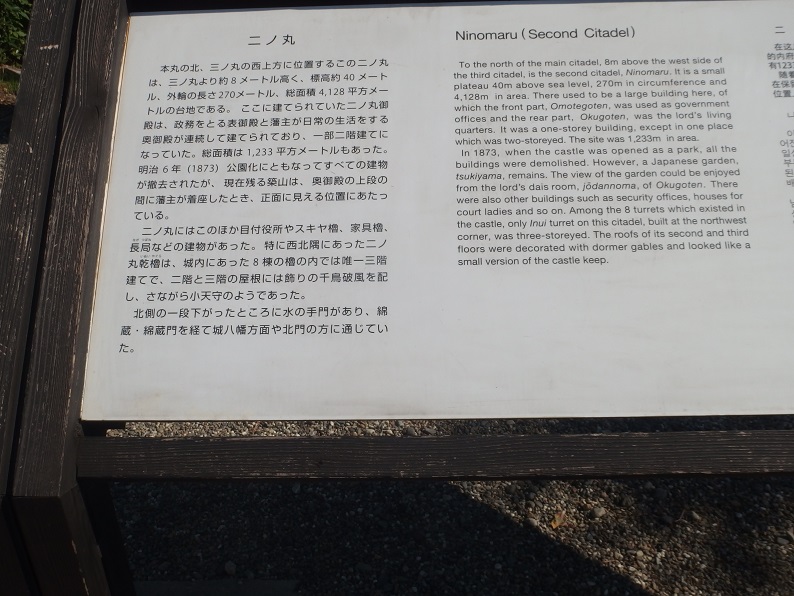 二ノ丸
本丸の北、三ノ丸の西上方に位置するこの二ノ丸
は、三ノ丸より約8メートル高く、標高約40メート
ル、外輪の長さ270メートル、総面積4,128平方メー
トルの台地である。 ここに建てられていた二ノ丸御
殿は、政務をとる表御殿と藩主が日常の生活をする
奥御殿が連続して建てられており、一部二階建てに
なっていた。総面積は1,233平方メートルもあった。
明治6年(1873)公園化にともなってすべての建物
が撤去されたが、 現在残る築山は、奥御殿の上段の
間に藩主が着座したとき、正面に見える位置にあたっ
ている。
二ノ丸にはこのほか目付役所やスキヤ櫓、家具櫓、
長局などの建物があった。 特に西北隅にあった二ノ
丸乾櫓は、城内にあった8棟の櫓の内では唯一三階
建てで、二階と三階の屋根には飾りの千鳥破風を配
し、さながら小天守のようであった。
北側の一段下がったところに水の手門があり、綿
蔵・綿蔵門を経て城八幡方面や北門の方に通じてい
た。
Ninomaru (Second Citadel)
To the north of the main citadel, 8m above the west side of
the third citadel, is the second citadel, Ninomaru. It is a small
plateau 40m above sea level, 270m in circumference and
4,128m in area. There used to be a large building here, of
which the front part, Omotegoten, was used as government
offices and the rear part, Okugoten, was the lord's living
quarters. It was a one-storey building, except in one place
which was two-storeyed. The site was 1,233m in area.
In 1873, when the castle was opened as a park, all the
buildings were demolished. However, a Japanese garden,
tsukiyama, remains. The view of the garden could be enjoyed
from the lord's dais room, jōdannoma, of Okugoten. There
were also other buildings such as security offices, houses for
court ladies and so on. Among the 8 turrets which existed in
the castle, only Inui turret on this citadel, built at the northwest
corner, was three-storeyed. The roofs of its second and third
floors were decorated with dormer gables and looked like a
small version of the castle keep.
二
在这
的内府
有123
随着
在保
位置